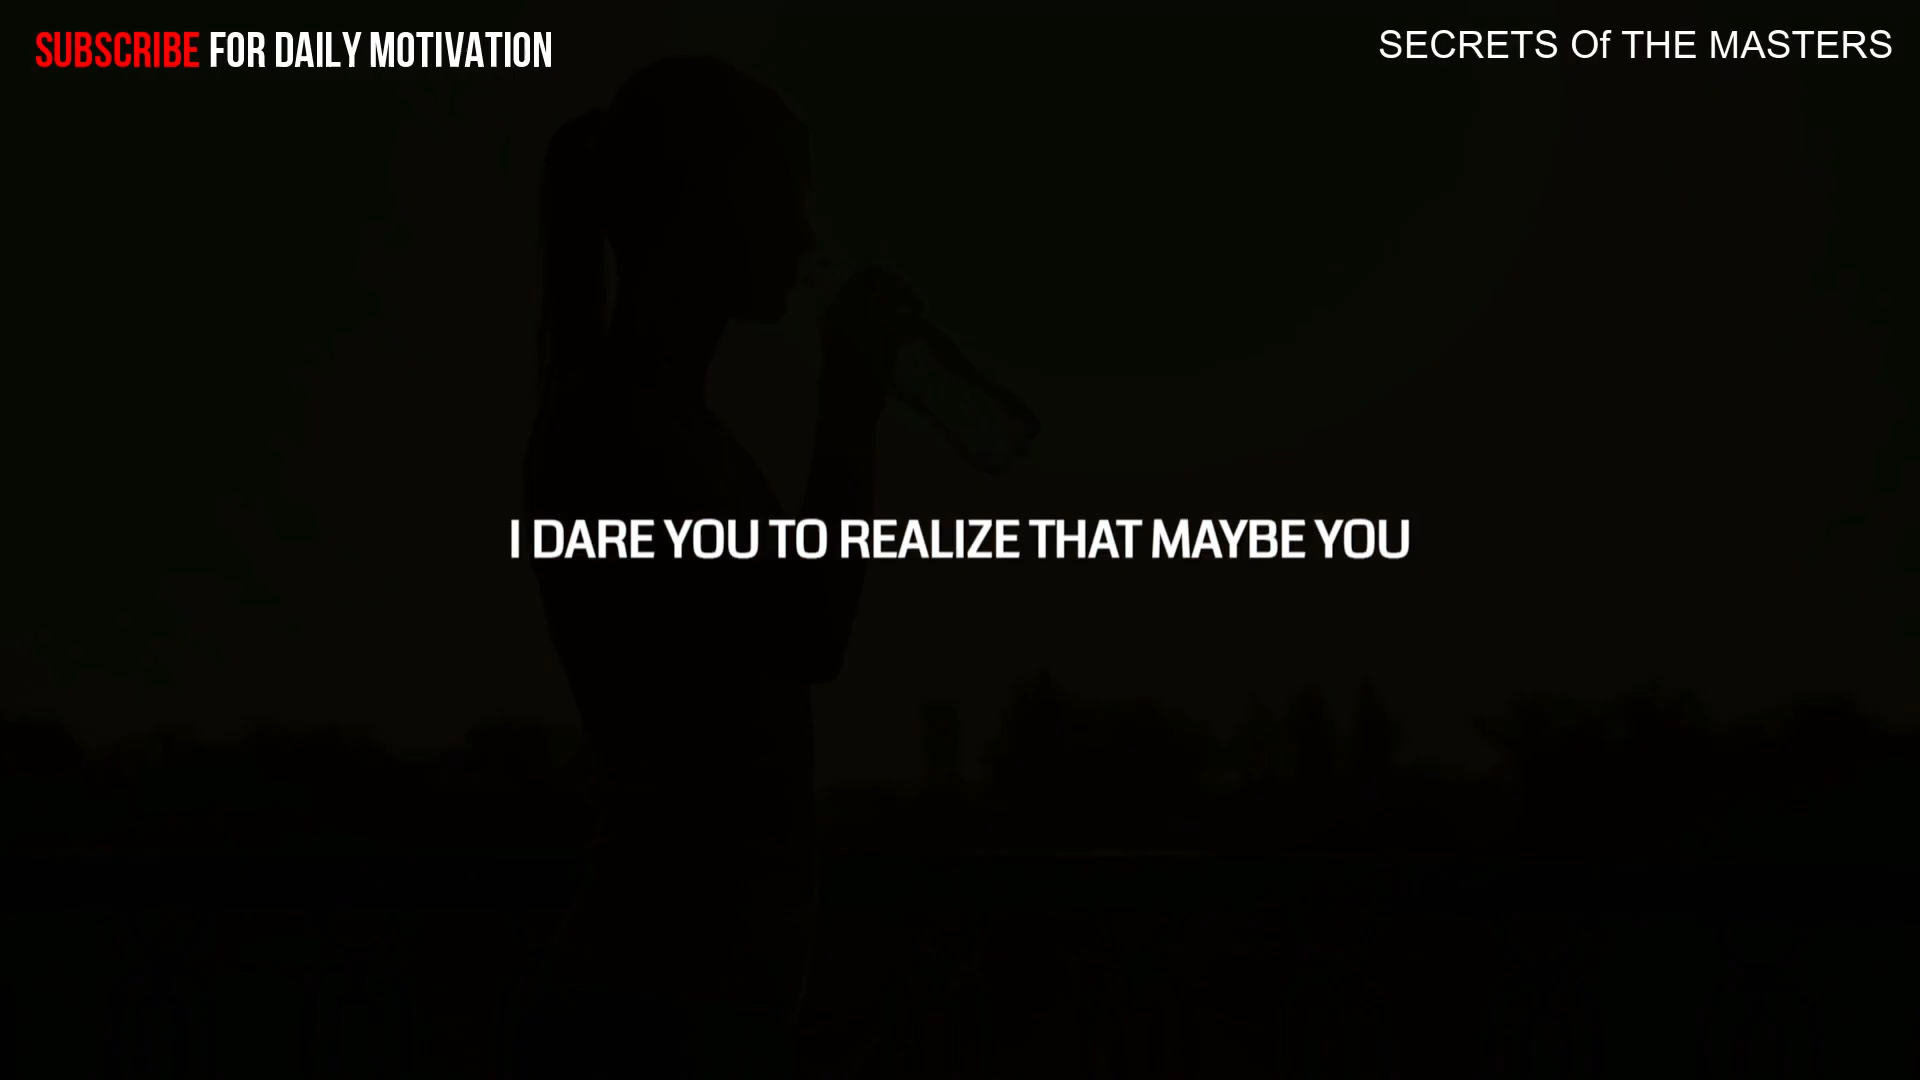 SUBSCRIBE FOR DAILY MOTIVATION
SECRETS Of THE MASTERS
I DARE YOU TO REALIZE THAT MAYBE YOU